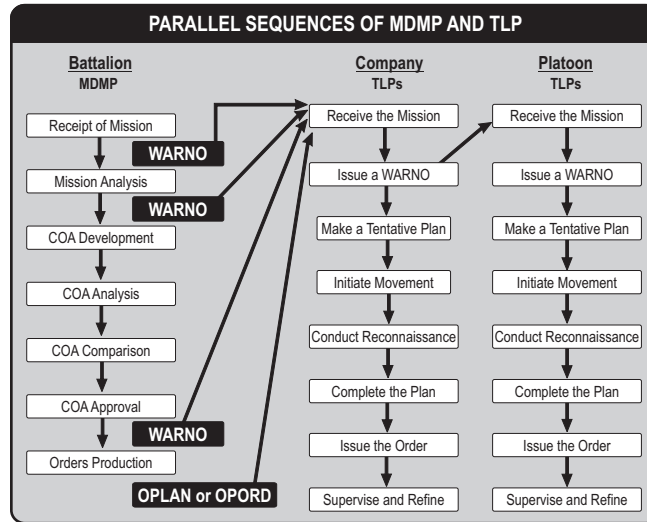 PARALLEL SEQUENCES OF MDMP AND TLP
Battalion
MDMP
Receipt of Mission
WARNO
Mission Analysis
WARNO
COA Development
COA Analysis
COA Comparison
COA Approval
WARNO
Orders Production
OPLAN or OPORD
Company
TLPs
Receive the Mission
Issue a WARNO
Make a Tentative Plan
Initiate Movement
Conduct Reconnaissance
Complete the Plan
Issue the Order
Supervise and Refine
Platoon
TLPs
Receive the Mission
Issue a WARNO
Make a Tentative Plan
Initiate Movement
Conduct Reconnaissance
Complete the Plan
Issue the Order
Supervise and Refine